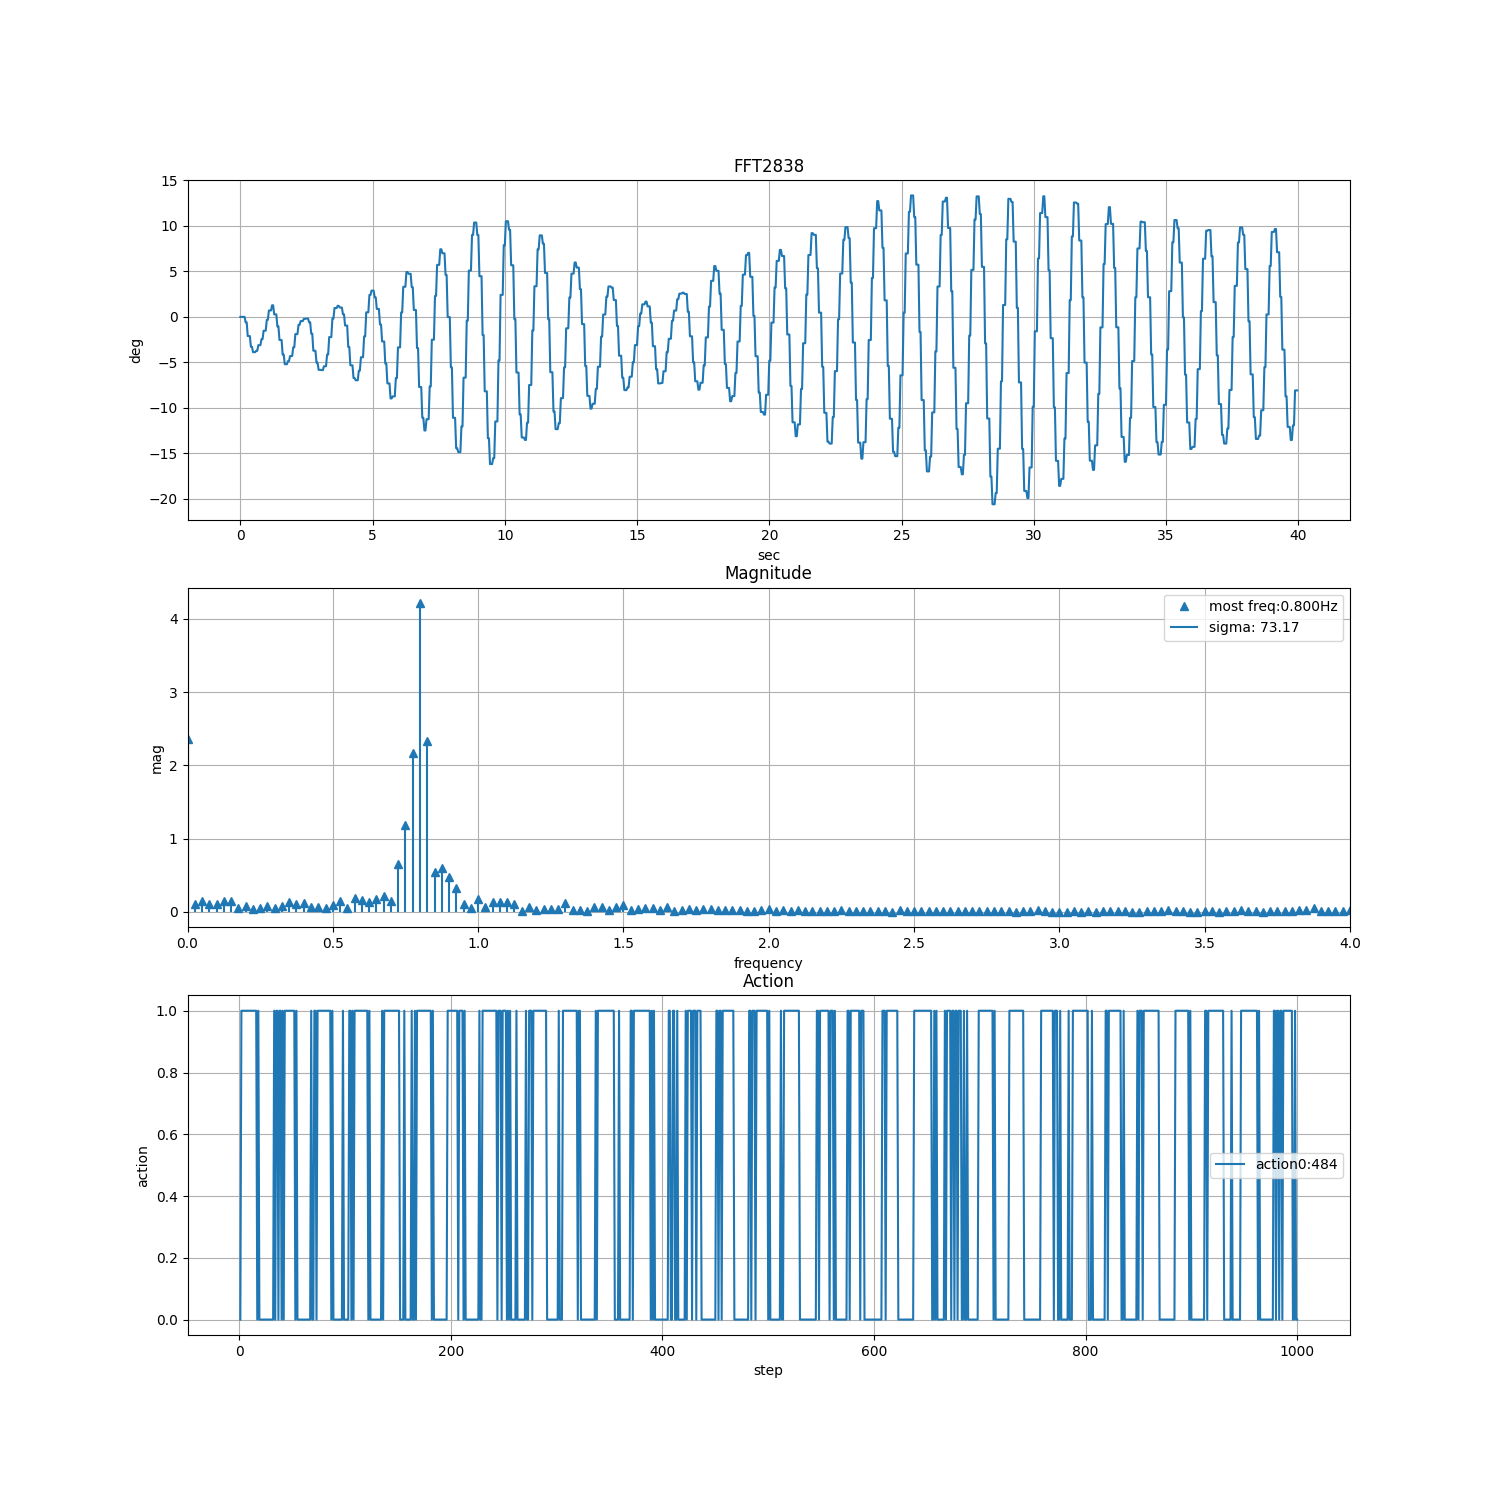 FFT2838
15
10
5
0
−5
−10
−15
−20
deg
0 5 10 15 20 25 30 35 40
sec
Magnitude
most freq:0.800Hz
sigma: 73.17
4
3
2
1
0
mag
0.0 0.5 1.0 1.5 2.0 2.5 3.0 3.5 4.0
frequency
Action
1.0
0.8
0.6
0.4
0.2
0.0
action
action0:484
0 200 400 600 800 1000
step